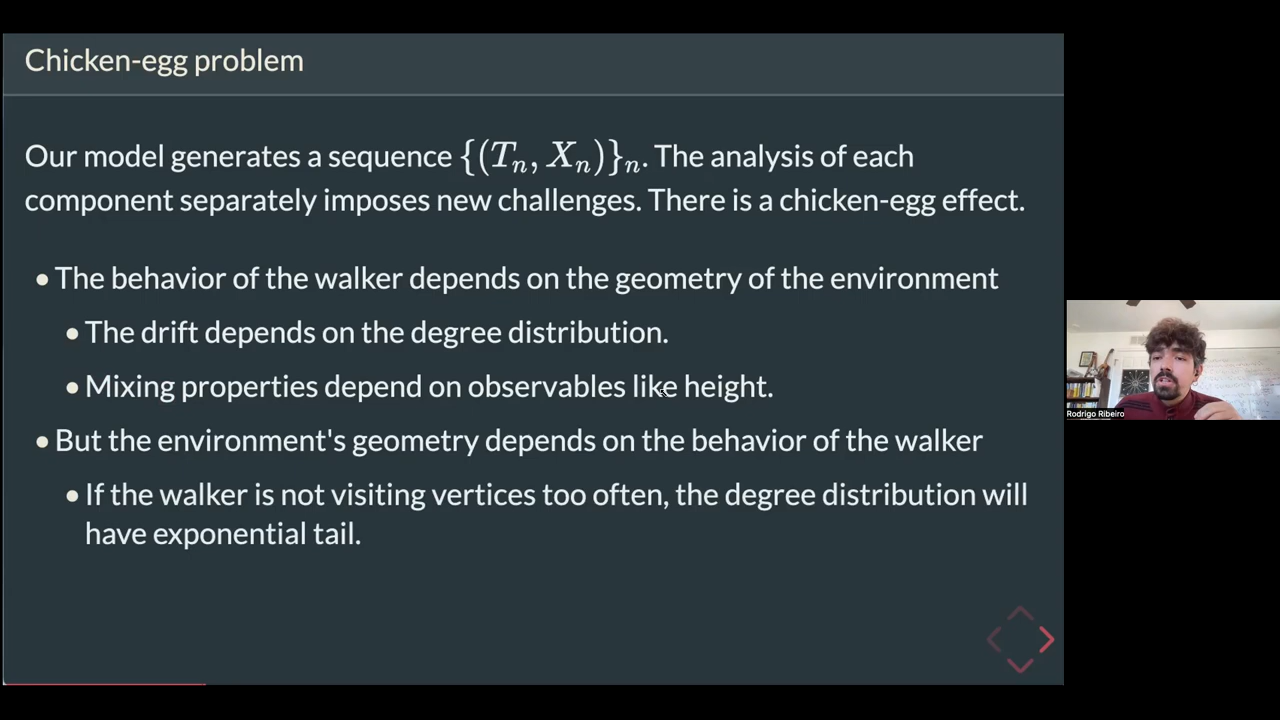 Chicken-egg problem
Our model generates a sequence {(Tₙ, Xₙ)}ₙ. The analysis of each
component separately imposes new challenges. There is a chicken-egg effect.
• The behavior of the walker depends on the geometry of the environment
• The drift depends on the degree distribution.
• Mixing properties depend on observables like height.
• But the environment's geometry depends on the behavior of the walker
• If the walker is not visiting vertices too often, the degree distribution will
have exponential tail.
Rodrigo Ribeiro